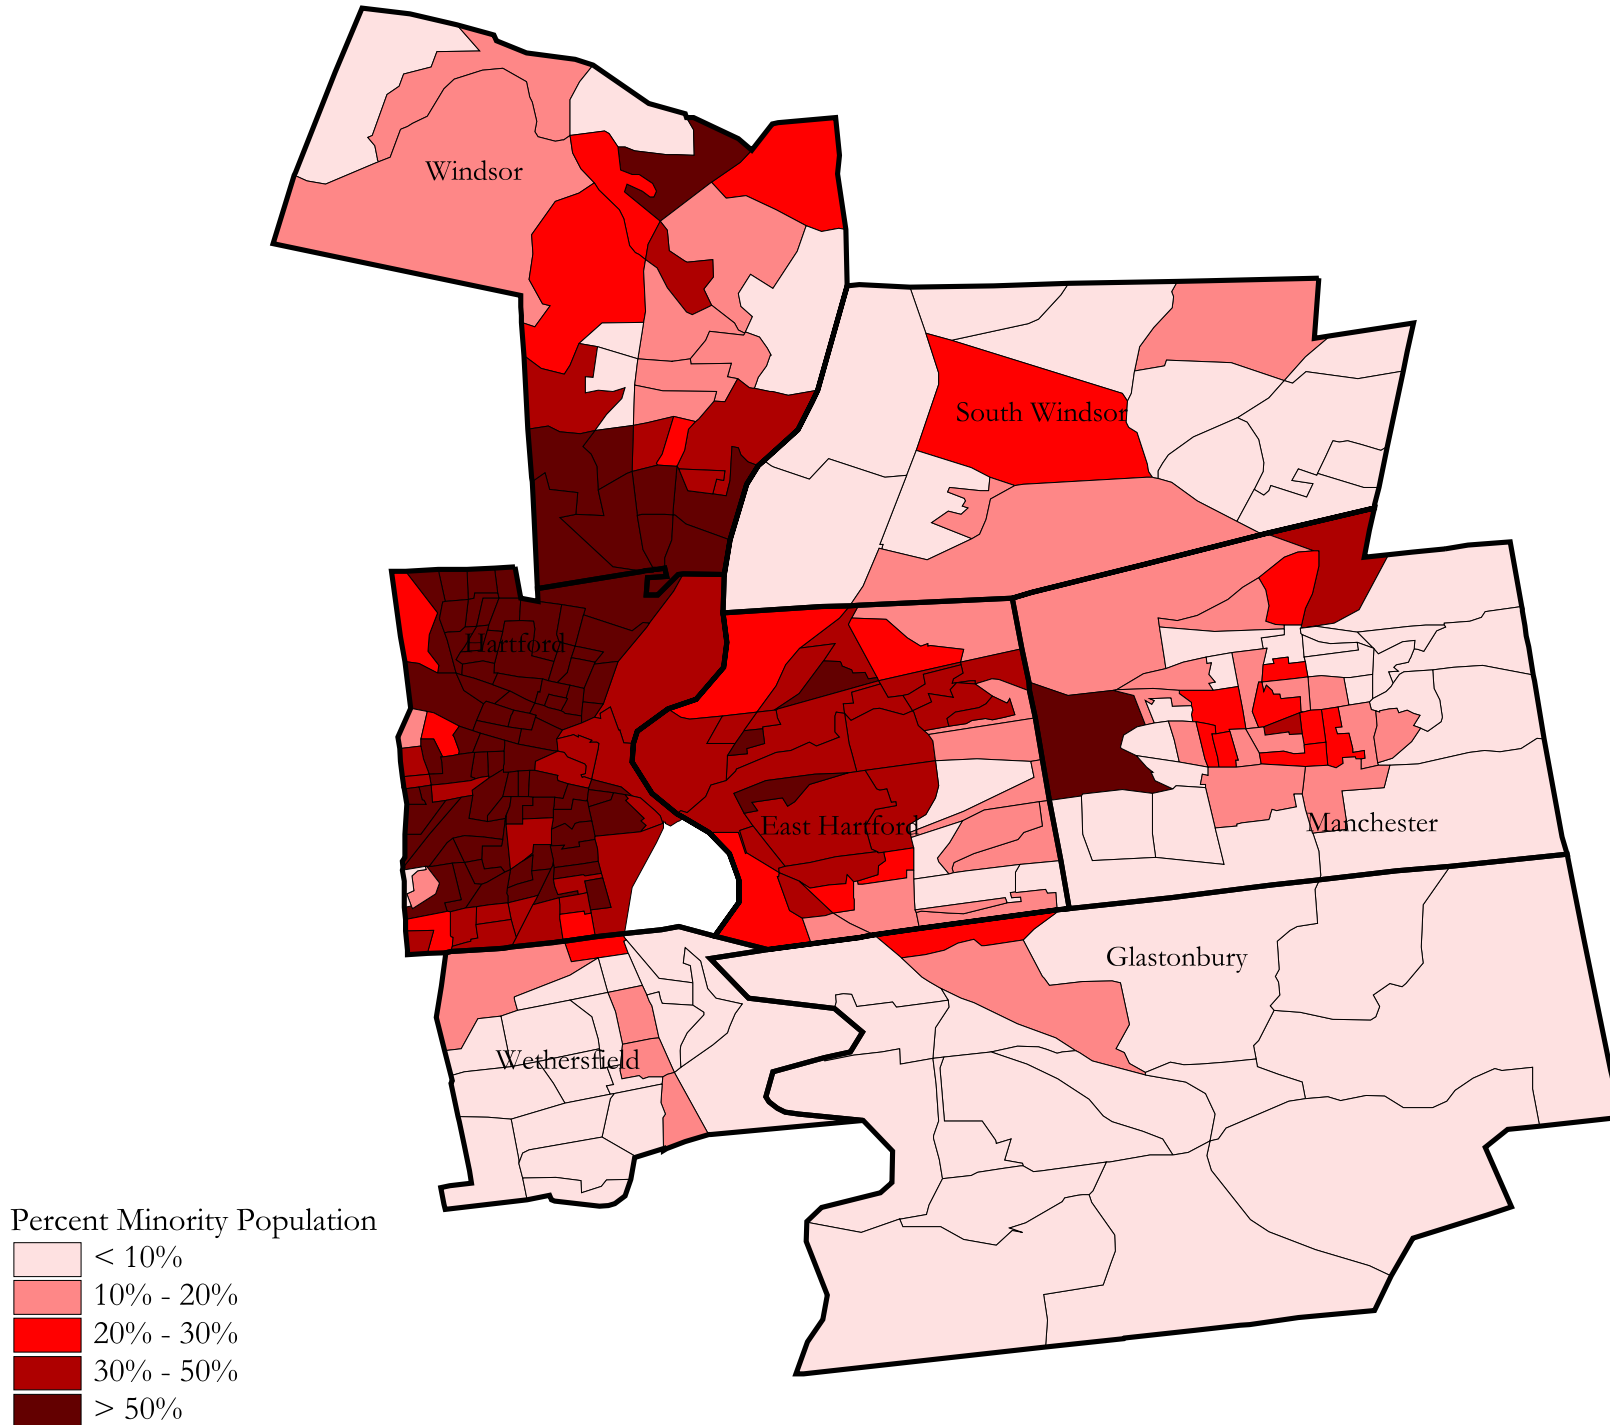 Windsor
South Windsor
Hartford
East Hartford
Manchester
Glastonbury
Wethersfield
Percent Minority Population
< 10%
10% - 20%
20% - 30%
30% - 50%
> 50%